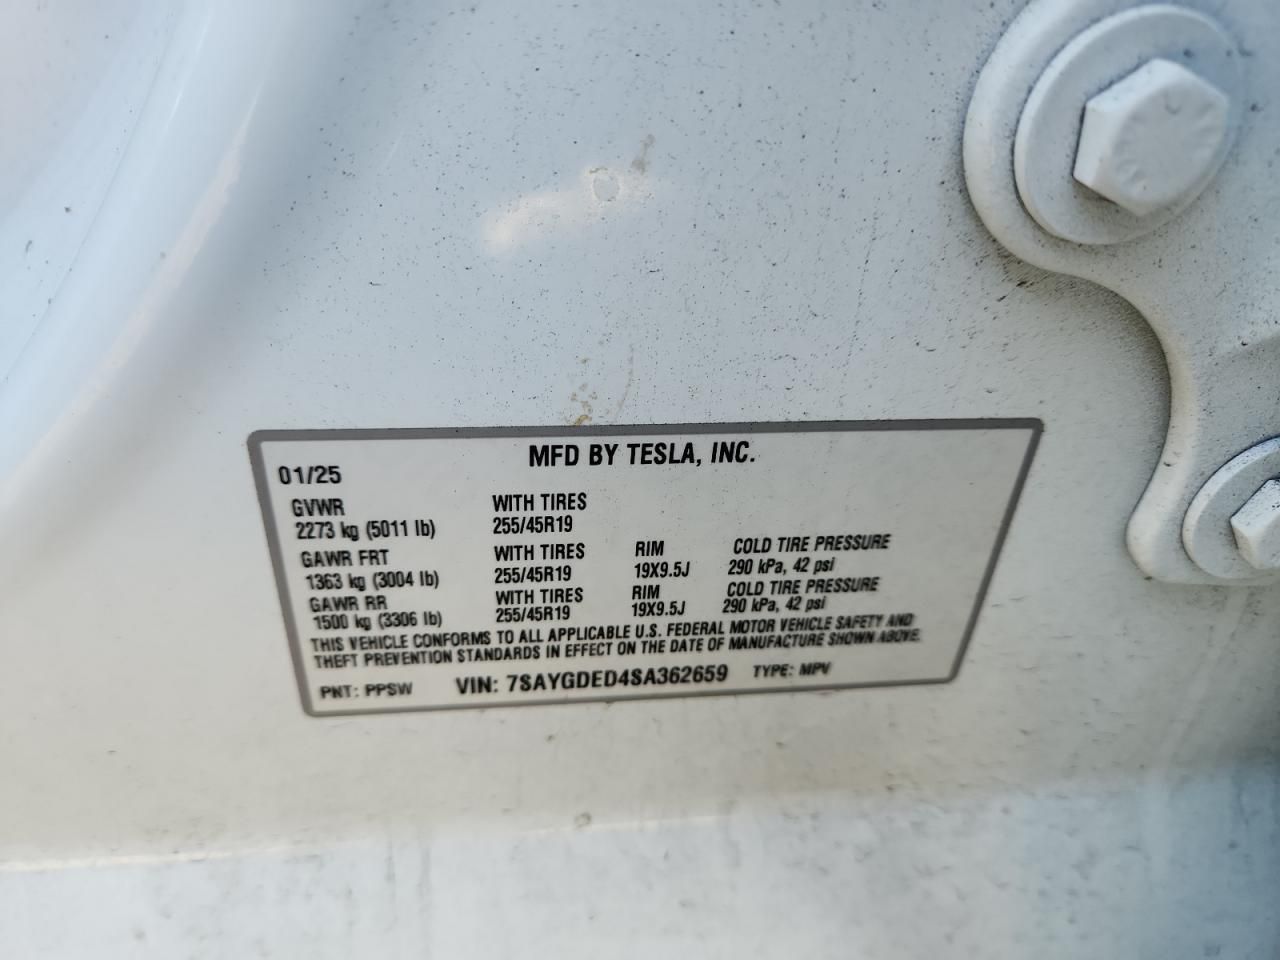 MFD BY TESLA, INC.
01/25
GVWR WITH TIRES
2273 kg (5011 lb) 255/45R19
GAWR FRT WITH TIRES RIM COLD TIRE PRESSURE
1363 kg (3004 lb) 255/45R19 19X9.5J 290 kPa, 42 psi
GAWR RR WITH TIRES RIM COLD TIRE PRESSURE
1500 kg (3306 lb) 255/45R19 19X9.5J 290 kPa, 42 psi
THIS VEHICLE CONFORMS TO ALL APPLICABLE U.S. FEDERAL MOTOR VEHICLE SAFETY AND
THEFT PREVENTION STANDARDS IN EFFECT ON THE DATE OF MANUFACTURE SHOWN ABOVE.
PNT: PPSW VIN: 7SAYGDED4SA362659 TYPE: MPV